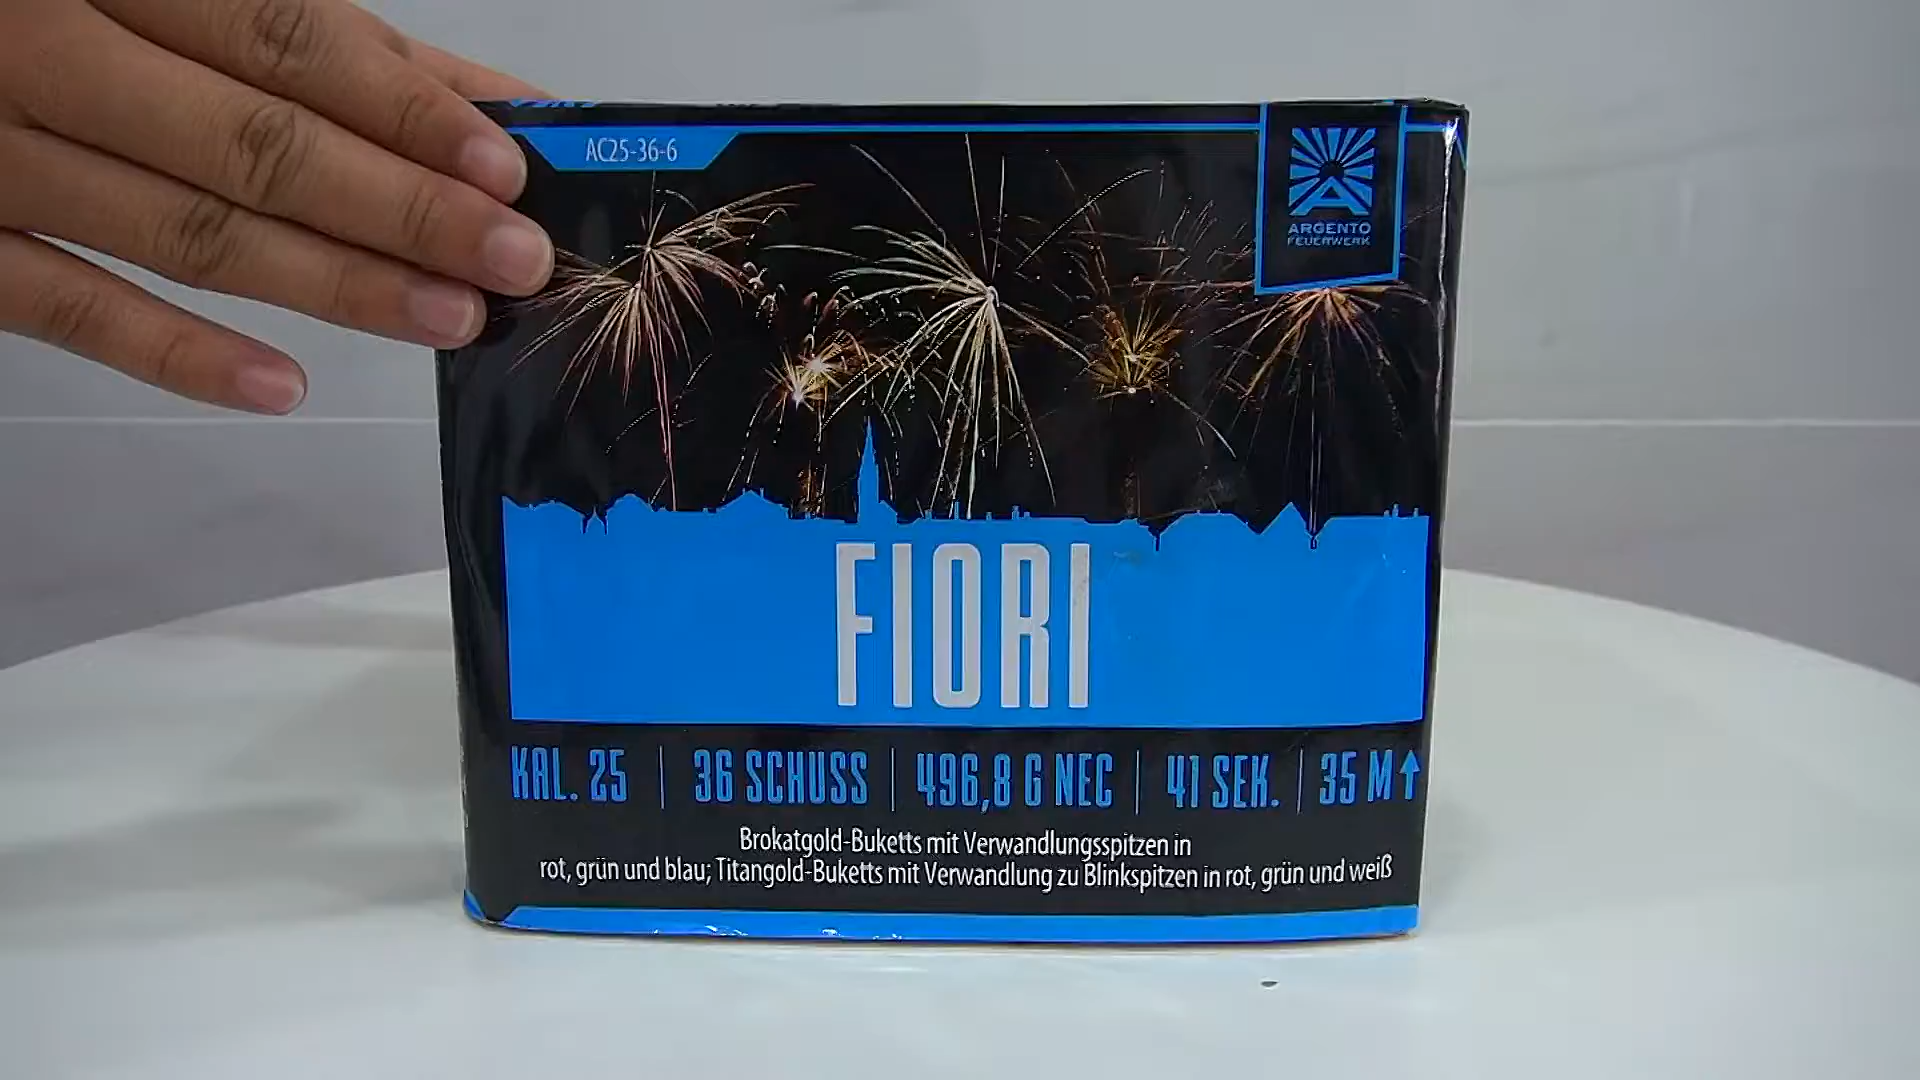 AC25-36-6
ARGENTO
FEUERWERK
FIORI
KAL. 25 | 36 SCHUSS | 496,8 G NEC | 41 SEK. | 35 M↑
Brokatgold-Buketts mit Verwandlungsspitzen in
rot, grün und blau; Titangold-Buketts mit Verwandlung zu Blinkspitzen in rot, grün und weiß